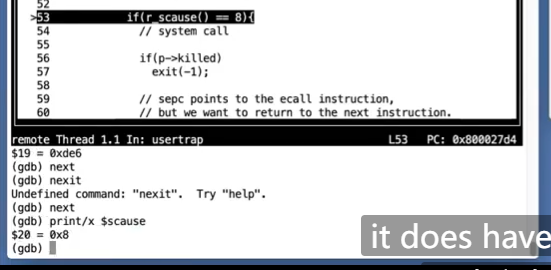 52
>53 if(r_scause() == 8){
54 // system call
55
56 if(p->killed)
57 exit(-1);
58
59 // sepc points to the ecall instruction,
60 // but we want to return to the next instruction.
remote Thread 1.1 In: usertrap L53 PC: 0x800027d4
$19 = 0xde6
(gdb) next
(gdb) nexit
Undefined command: "nexit". Try "help".
(gdb) next
(gdb) print/x $scause
$20 = 0x8
(gdb)
it does have